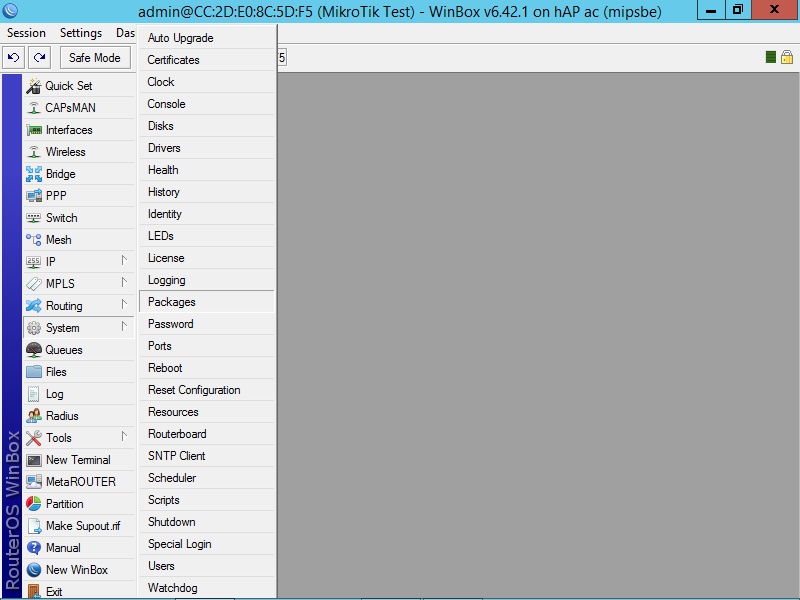 admin@CC:2D:E0:8C:5D:F5 (MikroTik Test) - WinBox v6.42.1 on hAP ac (mipsbe)
Session Settings Das
Safe Mode
5
Quick Set
CAPsMAN
Interfaces
Wireless
Bridge
PPP
Switch
Mesh
IP
MPLS
Routing
System
Queues
Files
Log
Radius
Tools
New Terminal
MetaROUTER
Partition
Make Supout.rif
Manual
New WinBox
Exit
Auto Upgrade
Certificates
Clock
Console
Disks
Drivers
Health
History
Identity
LEDs
License
Logging
Packages
Password
Ports
Reboot
Reset Configuration
Resources
Routerboard
SNTP Client
Scheduler
Scripts
Shutdown
Special Login
Users
Watchdog
RouterOS WinBox